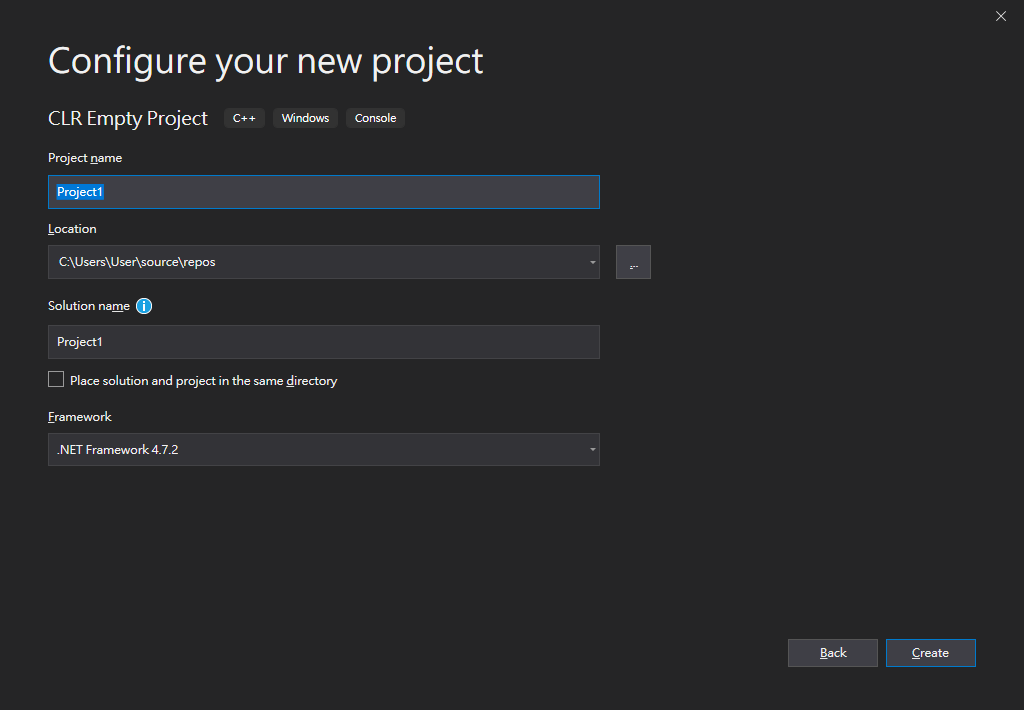 Configure your new project
CLR Empty Project C++ Windows Console
Project name
Project1
Location
C:\Users\User\source\repos
...
Solution name
Project1
Place solution and project in the same directory
Framework
.NET Framework 4.7.2
Back Create